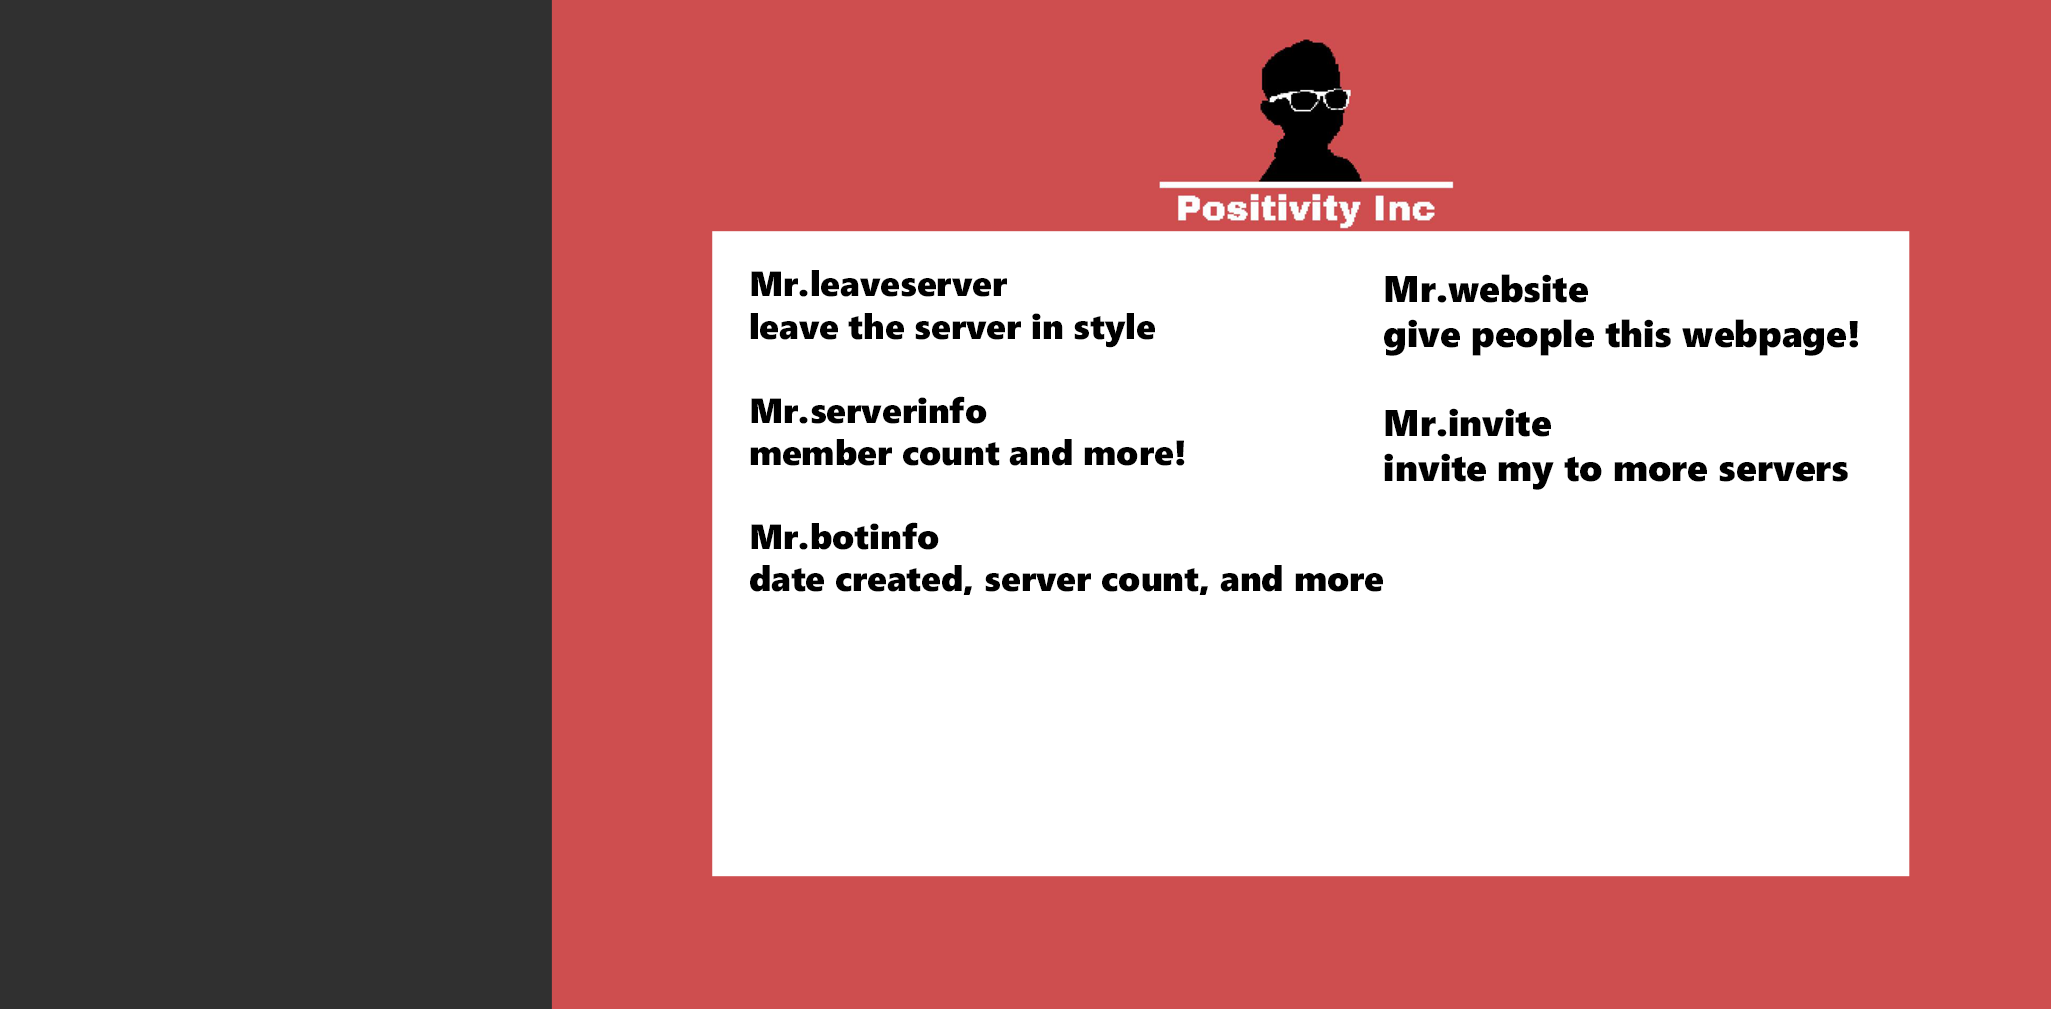 Positivity Inc
Mr.leaveserver
leave the server in style
Mr.serverinfo
member count and more!
Mr.botinfo
date created, server count, and more
Mr.website
give people this webpage!
Mr.invite
invite my to more servers